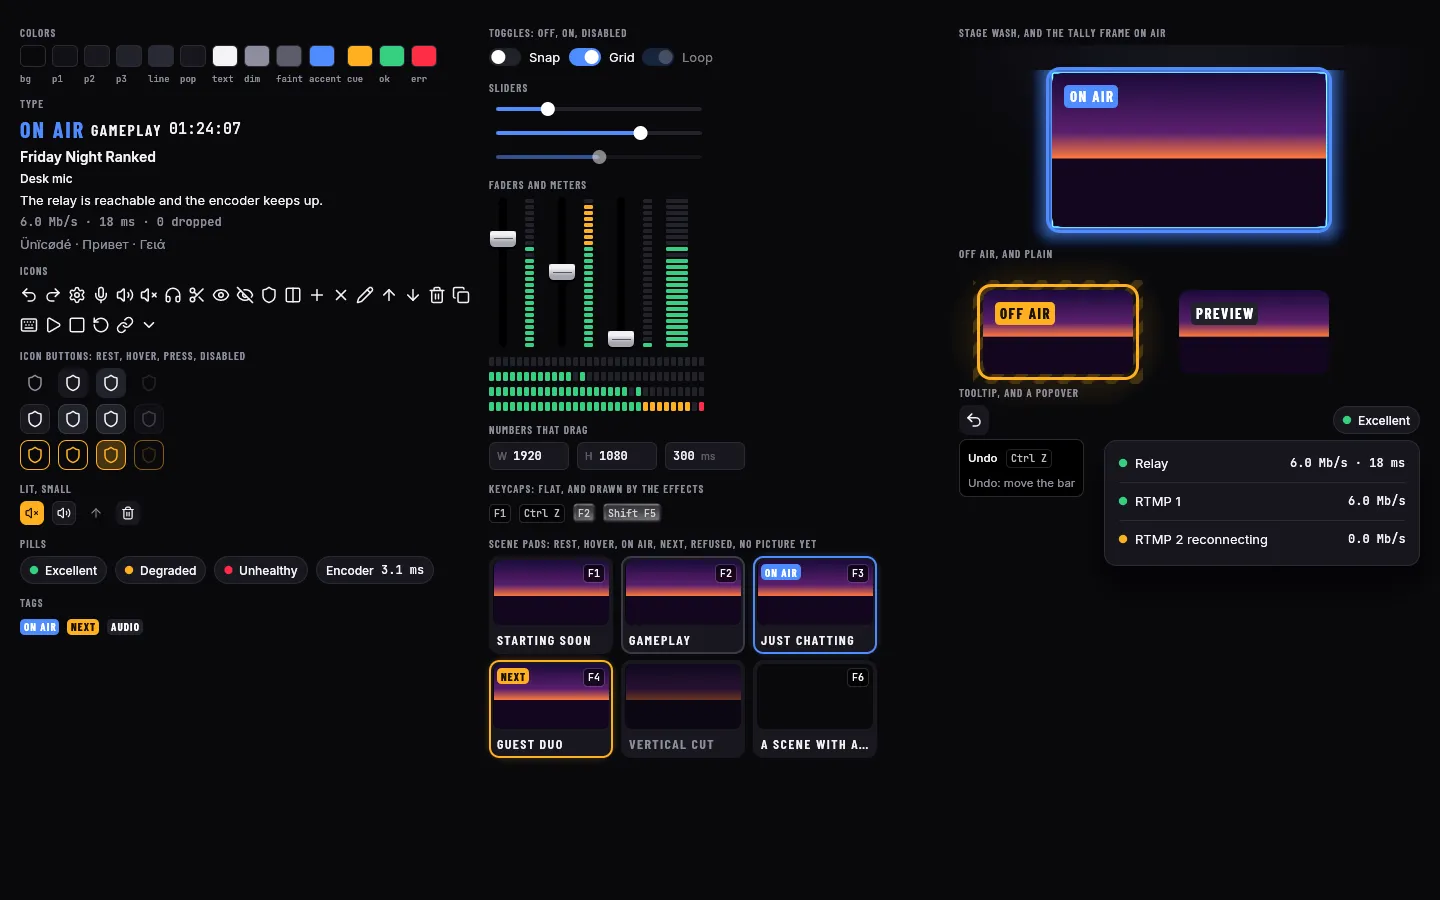 COLORS
bg p1 p2 p3 line pop text dim faint accent cue ok err
TYPE
ON AIR GAMEPLAY 01:24:07
Friday Night Ranked
Desk mic
The relay is reachable and the encoder keeps up.
6.0 Mb/s · 18 ms · 0 dropped
Ünïcødé · Привет · Γειά
ICONS
ICON BUTTONS: REST, HOVER, PRESS, DISABLED
LIT, SMALL
PILLS
Excellent Degraded Unhealthy Encoder 3.1 ms
TAGS
ON AIR NEXT AUDIO
TOGGLES: OFF, ON, DISABLED
Snap Grid Loop
SLIDERS
FADERS AND METERS
NUMBERS THAT DRAG
W 1920 H 1080 300 ms
KEYCAPS: FLAT, AND DRAWN BY THE EFFECTS
F1 Ctrl Z F2 Shift F5
SCENE PADS: REST, HOVER, ON AIR, NEXT, REFUSED, NO PICTURE YET
F1 F2 ON AIR F3
STARTING SOON GAMEPLAY JUST CHATTING
NEXT F4 F6
GUEST DUO VERTICAL CUT A SCENE WITH A...
STAGE WASH, AND THE TALLY FRAME ON AIR
ON AIR
OFF AIR, AND PLAIN
OFF AIR PREVIEW
TOOLTIP, AND A POPOVER
Excellent
Undo Ctrl Z
Undo: move the bar
Relay 6.0 Mb/s · 18 ms
RTMP 1 6.0 Mb/s
RTMP 2 reconnecting 0.0 Mb/s